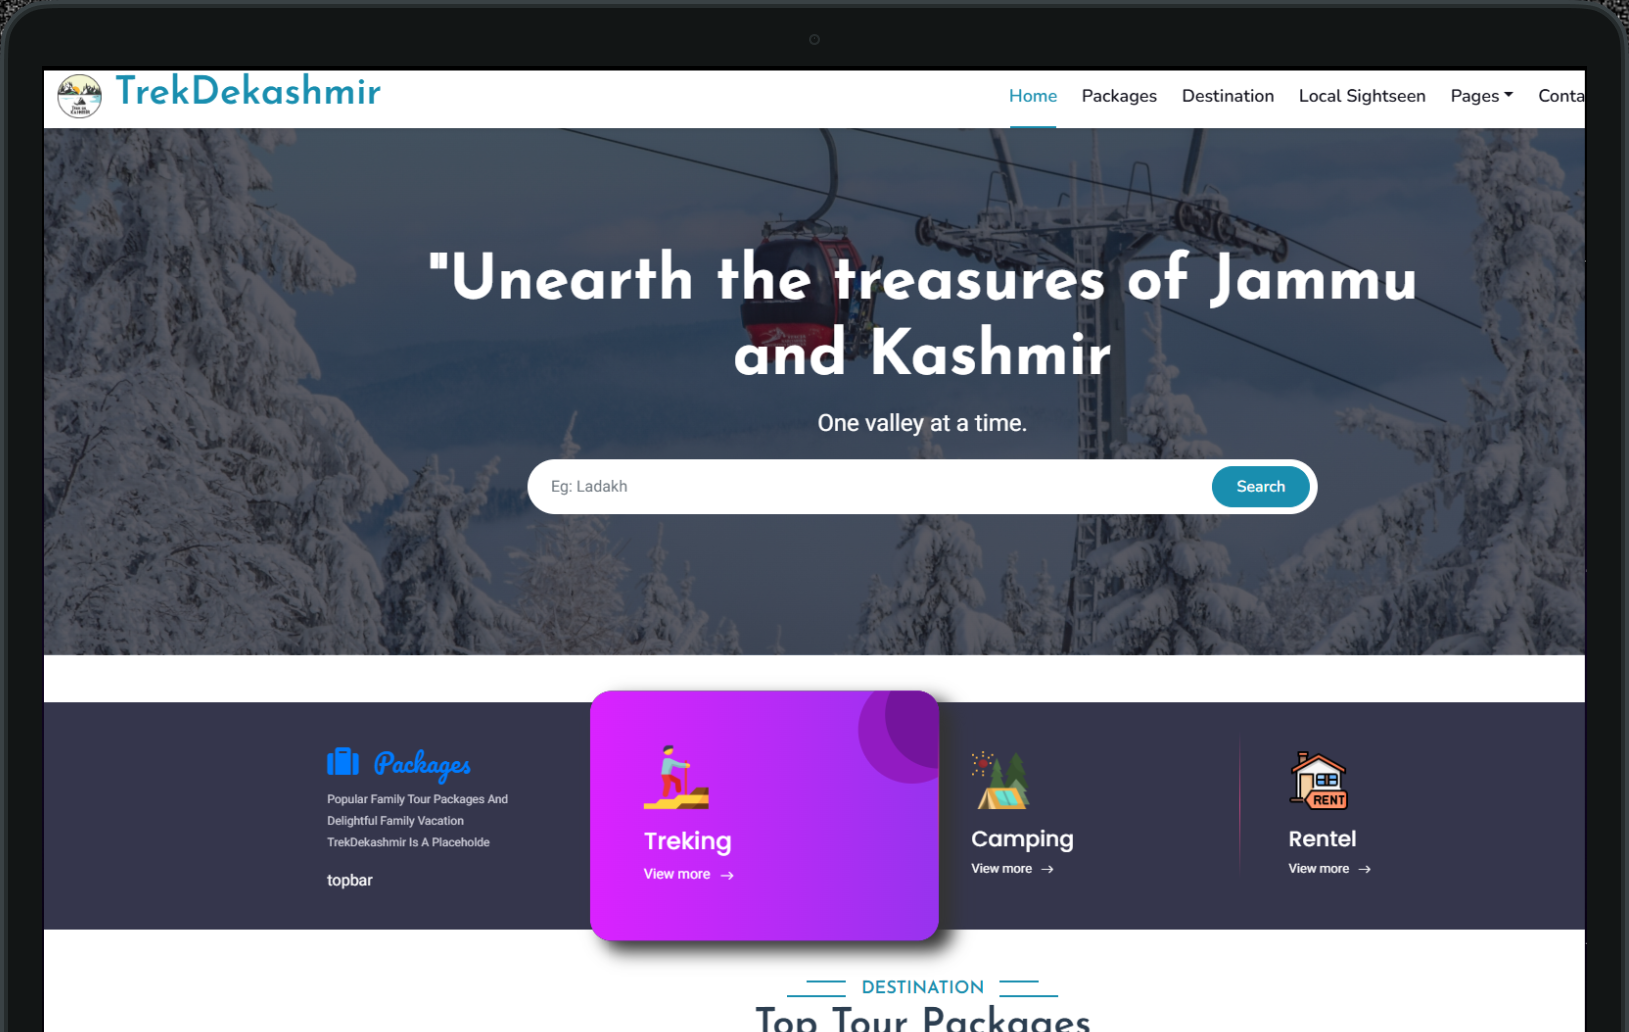 TrekDekashmir
Home Packages Destination Local Sightseen Pages Conta
"Unearth the treasures of Jammu
and Kashmir
One valley at a time.
Eg: Ladakh
Search
Packages
Popular Family Tour Packages And
Delightful Family Vacation
TrekDekashmir Is A Placeholde
topbar
Treking
View more →
Camping
View more →
RENT
Rentel
View more →
DESTINATION
Top Tour Packages